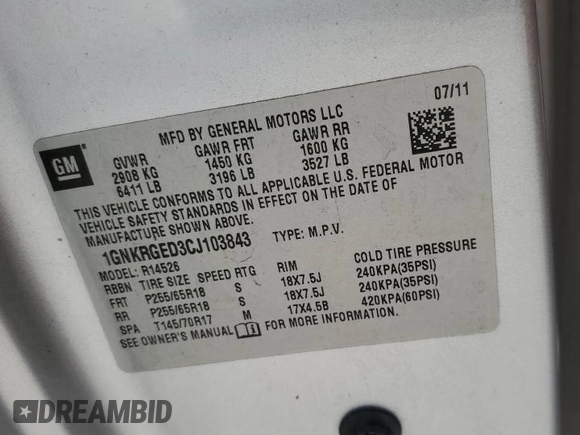 07/11
MFD BY GENERAL MOTORS LLC
GM
GVWR GAWR FRT GAWR RR
2908 KG 1450 KG 1600 KG
6411 LB 3196 LB 3527 LB
THIS VEHICLE CONFORMS TO ALL APPLICABLE U.S. FEDERAL MOTOR
VEHICLE SAFETY STANDARDS IN EFFECT ON THE DATE OF
MANUFACTURE SHOWN ABOVE.
1GNKRGED3CJ103843 TYPE: M.P.V.
MODEL: R14526
RBBN TIRE SIZE SPEED RTG RIM COLD TIRE PRESSURE
FRT P255/65R18 S 18X7.5J 240KPA(35PSI)
RR P255/65R18 S 18X7.5J 240KPA(35PSI)
SPA T145/70R17 M 17X4.5B 420KPA(60PSI)
SEE OWNER'S MANUAL FOR MORE INFORMATION.
DREAMBID